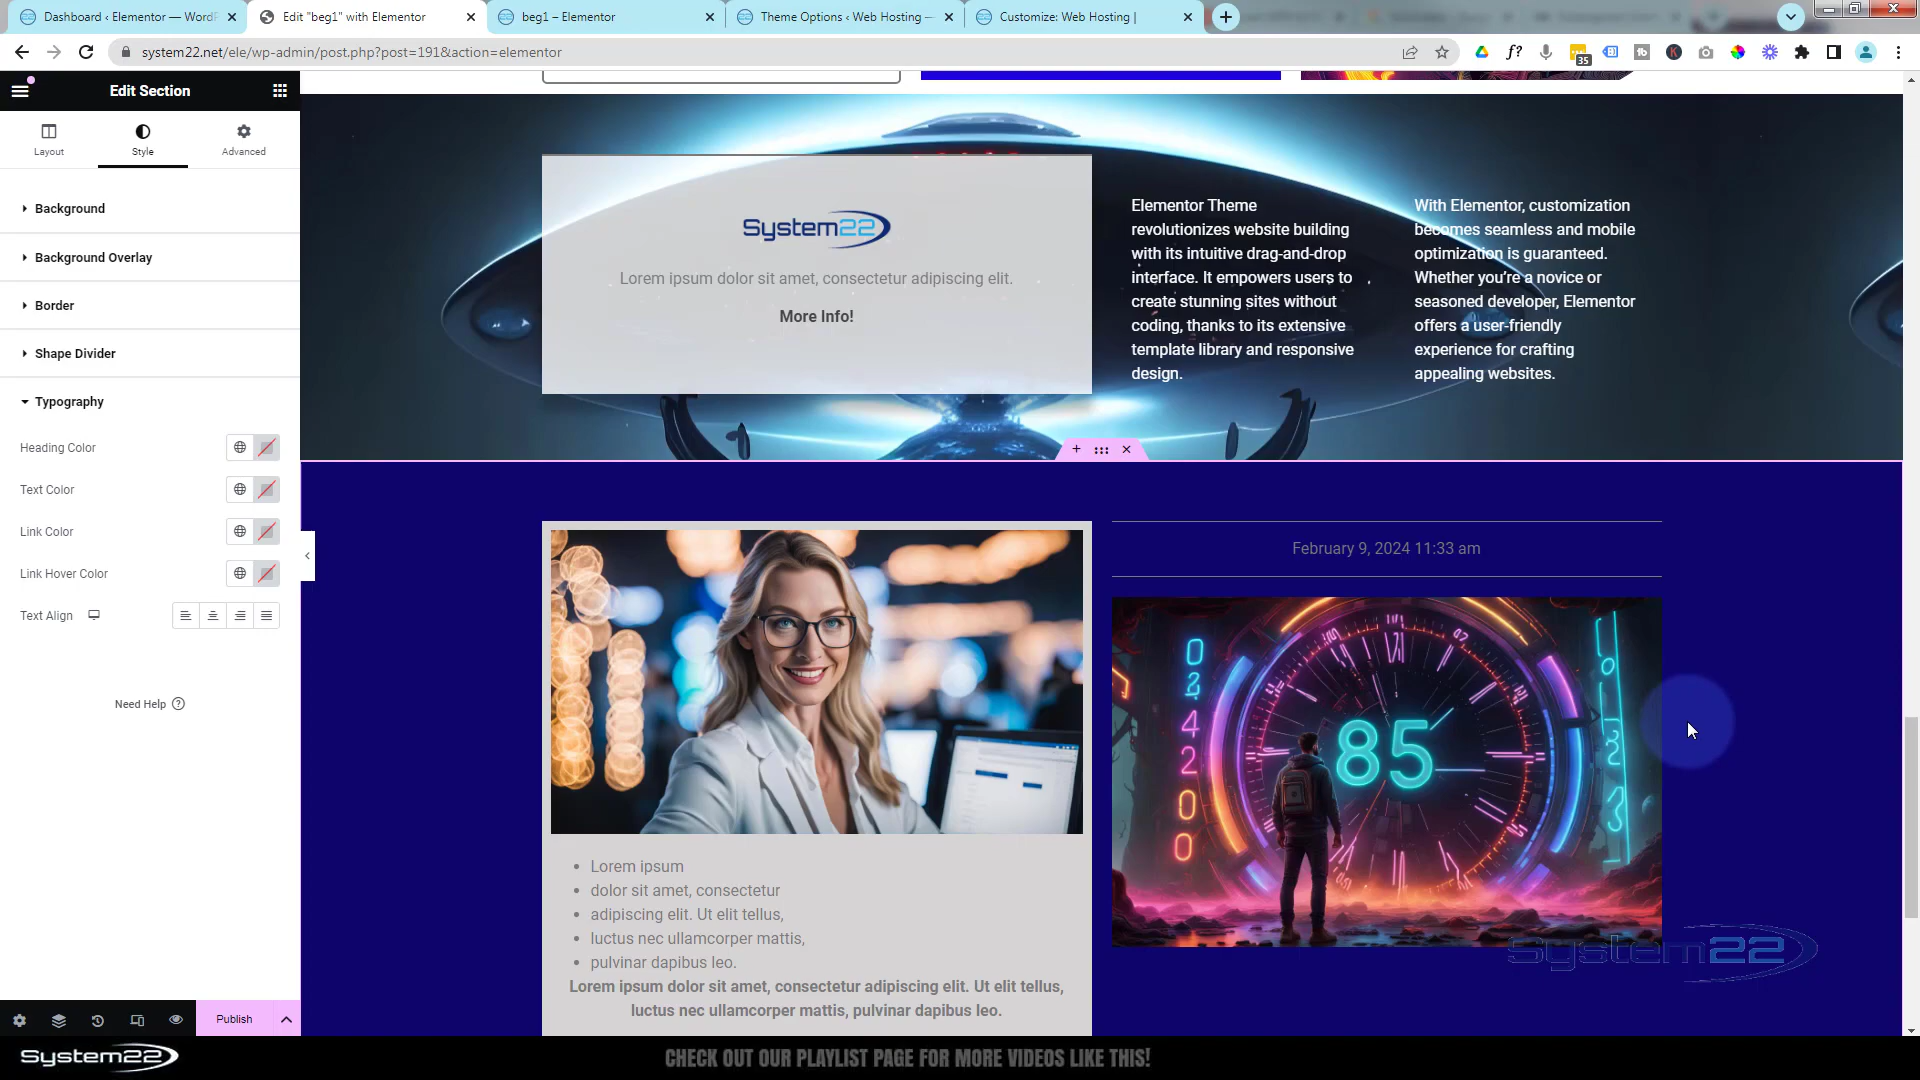 Dashboard ‹ Elementor — WordP
Edit "beg1" with Elementor
beg1 – Elementor
Theme Options ‹ Web Hosting —
Customize: Web Hosting |
system22.net/ele/wp-admin/post.php?post=191&action=elementor
35
Edit Section
Layout
Style
Advanced
Background
Background Overlay
Border
Shape Divider
Typography
Heading Color
Text Color
Link Color
Link Hover Color
Text Align
Need Help
Publish
System22
Lorem ipsum dolor sit amet, consectetur adipiscing elit.
More Info!
Elementor Theme
revolutionizes website building
with its intuitive drag-and-drop
interface. It empowers users to
create stunning sites without
coding, thanks to its extensive
template library and responsive
design.
With Elementor, customization
becomes seamless and mobile
optimization is guaranteed.
Whether you're a novice or
seasoned developer, Elementor
offers a user-friendly
experience for crafting
appealing websites.
February 9, 2024 11:33 am
85
Lorem ipsum
dolor sit amet, consectetur
adipiscing elit. Ut elit tellus,
luctus nec ullamcorper mattis,
pulvinar dapibus leo.
Lorem ipsum dolor sit amet, consectetur adipiscing elit. Ut elit tellus,
luctus nec ullamcorper mattis, pulvinar dapibus leo.
System22
System22
CHECK OUT OUR PLAYLIST PAGE FOR MORE VIDEOS LIKE THIS!